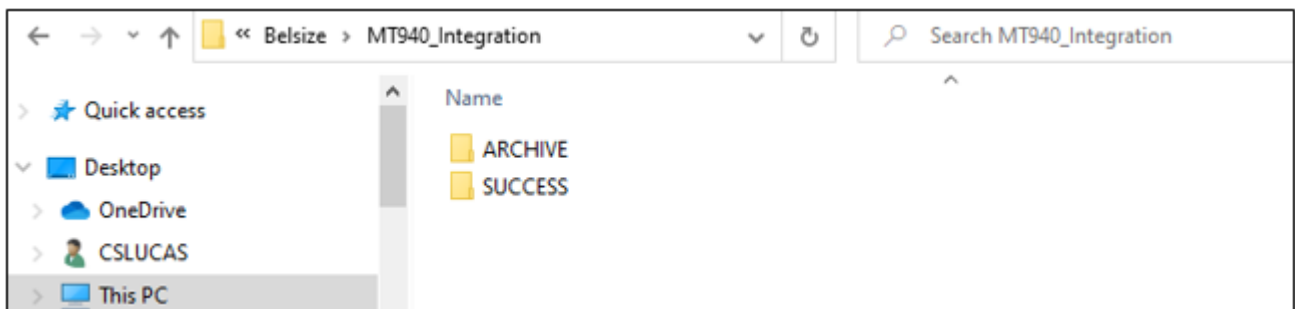 « Belsize > MT940_Integration
Search MT940_Integration
Quick access
Desktop
OneDrive
CSLUCAS
This PC
Name
ARCHIVE
SUCCESS